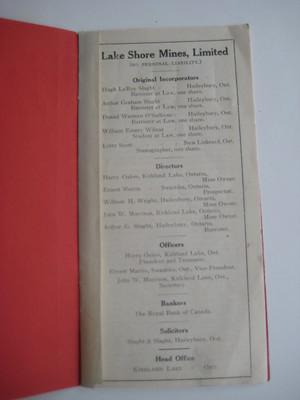 Lake Shore Mines, Limited
[NO PERSONAL LIABILITY.]
Original Incorporators
Hugh LeRoy Slaght Haileybury, Ont.
Barrister at Law, one share.
Arthur Graham Slaght Haileybury, Ont.
Barrister at Law, one share.
Donald Warren O'Sullivan Haileybury, Ont.
Barrister at Law, one share.
William Emery Wilson Haileybury, Ont.
Student at Law, one share.
Scott New Liskeard, Ont.
Stenographer, one share.
Directors
Harry Oakes, Kirkland Lake, Ontario,
Mine Owner.
Ernest Martin Swastika, Ontario,
Prospector.
William H. Wright, Haileybury, Ontario,
Mine Owner.
John W. Morrison, Kirkland Lake, Ontario,
Mine Owner.
Arthur G. Slaght, Haileybury, Ontario,
Barrister.
Officers
Harry Oakes, Kirkland Lake, Ont.
President and Treasurer.
Ernest Martin, Swastika, Ont., Vice-President.
John W. Morrison, Kirkland Lake, Ont.,
Secretary.
Bankers
The Royal Bank of Canada.
Solicitors
Slaght & Slaght, Haileybury, Ont.
Head Office
KIRKLAND LAKE ONT.